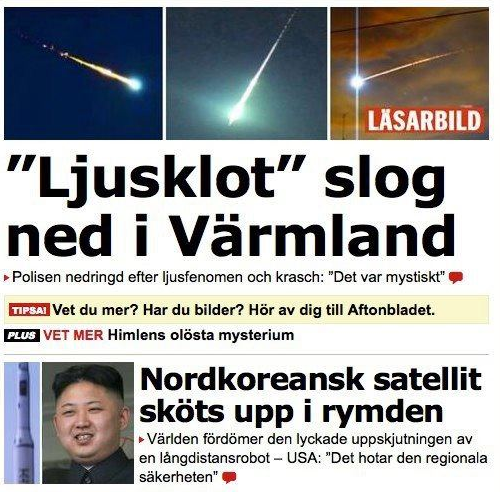 LÄSARBILD
”Ljusklot” slog
ned i Värmland
Polisen nedringd efter ljusfenomen och krasch: ”Det var mystiskt”
TIPSA! Vet du mer? Har du bilder? Hör av dig till Aftonbladet.
PLUS VET MER Himlens olösta mysterium
Nordkoreansk satellit
sköts upp i rymden
Världen fördömer den lyckade uppskjutningen av
en långdistansrobot – USA: ”Det hotar den regionala
säkerheten”